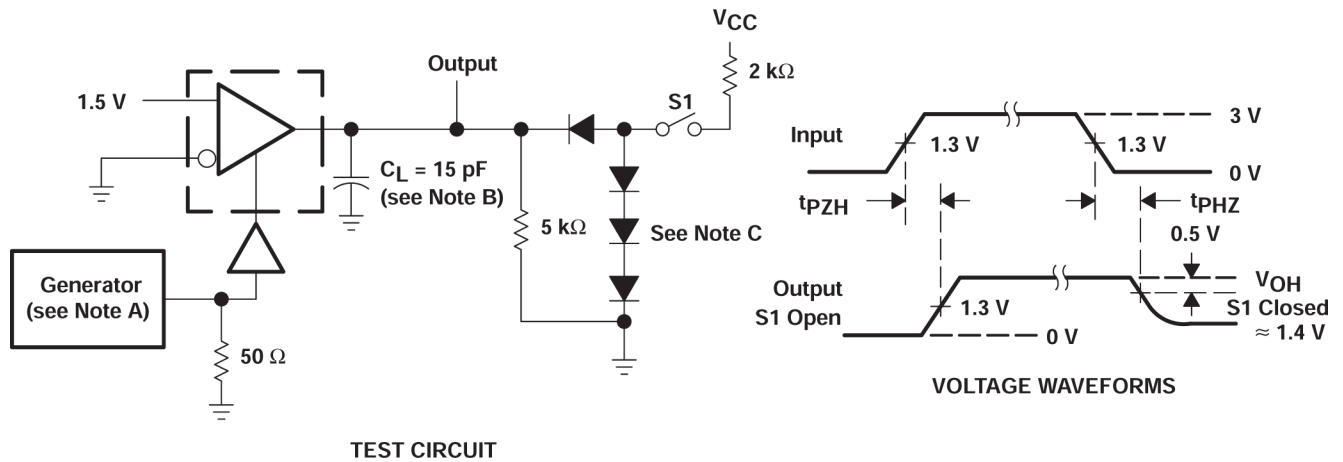 VCC
2 kΩ
Output
S1
1.5 V
CL = 15 pF
(see Note B)
5 kΩ
See Note C
Generator
(see Note A)
50 Ω
TEST CIRCUIT
3 V
Input
1.3 V
1.3 V
0 V
tPZH
tPHZ
0.5 V
VOH
Output
S1 Open
1.3 V
S1 Closed
≈ 1.4 V
0 V
VOLTAGE WAVEFORMS